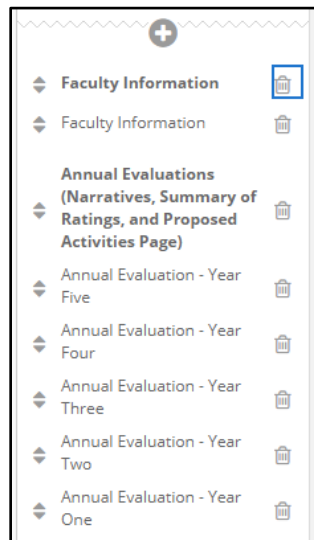 Faculty Information
Faculty Information
Annual Evaluations
(Narratives, Summary of
Ratings, and Proposed
Activities Page)
Annual Evaluation - Year
Five
Annual Evaluation - Year
Four
Annual Evaluation - Year
Three
Annual Evaluation - Year
Two
Annual Evaluation - Year
One